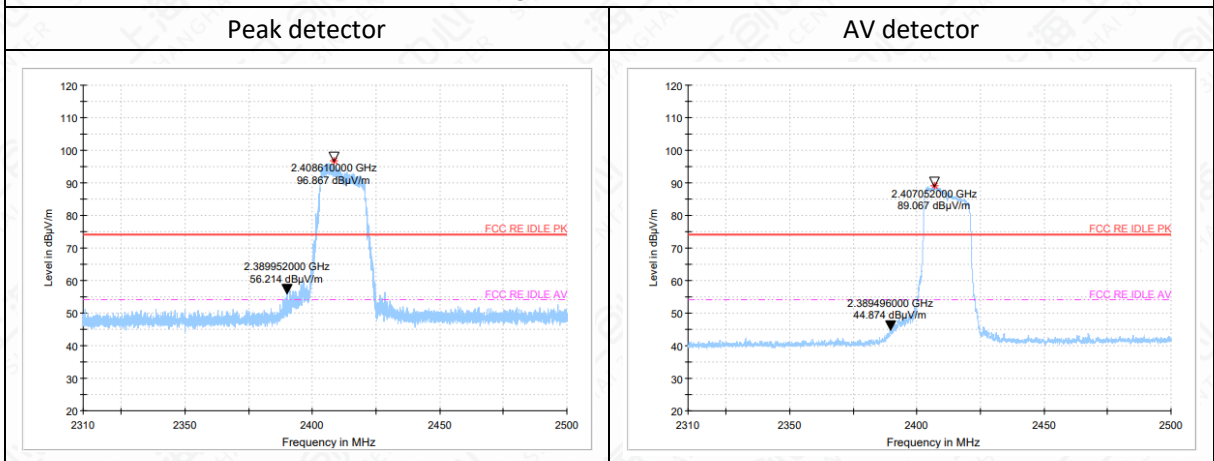 Peak detector
AV detector
120
110
100
90
80
70
60
50
40
30
20
Level in dBµV/m
2.408610000 GHz
96.867 dBµV/m
FCC RE IDLE PK
2.389952000 GHz
56.214 dBµV/m
FCC RE IDLE AV
2310
2350
2400
2450
2500
Frequency in MHz
120
110
100
90
80
70
60
50
40
30
20
Level in dBµV/m
2.407052000 GHz
89.067 dBµV/m
FCC RE IDLE PK
FCC RE IDLE AV
2.389496000 GHz
44.874 dBµV/m
2310
2350
2400
2450
2500
Frequency in MHz